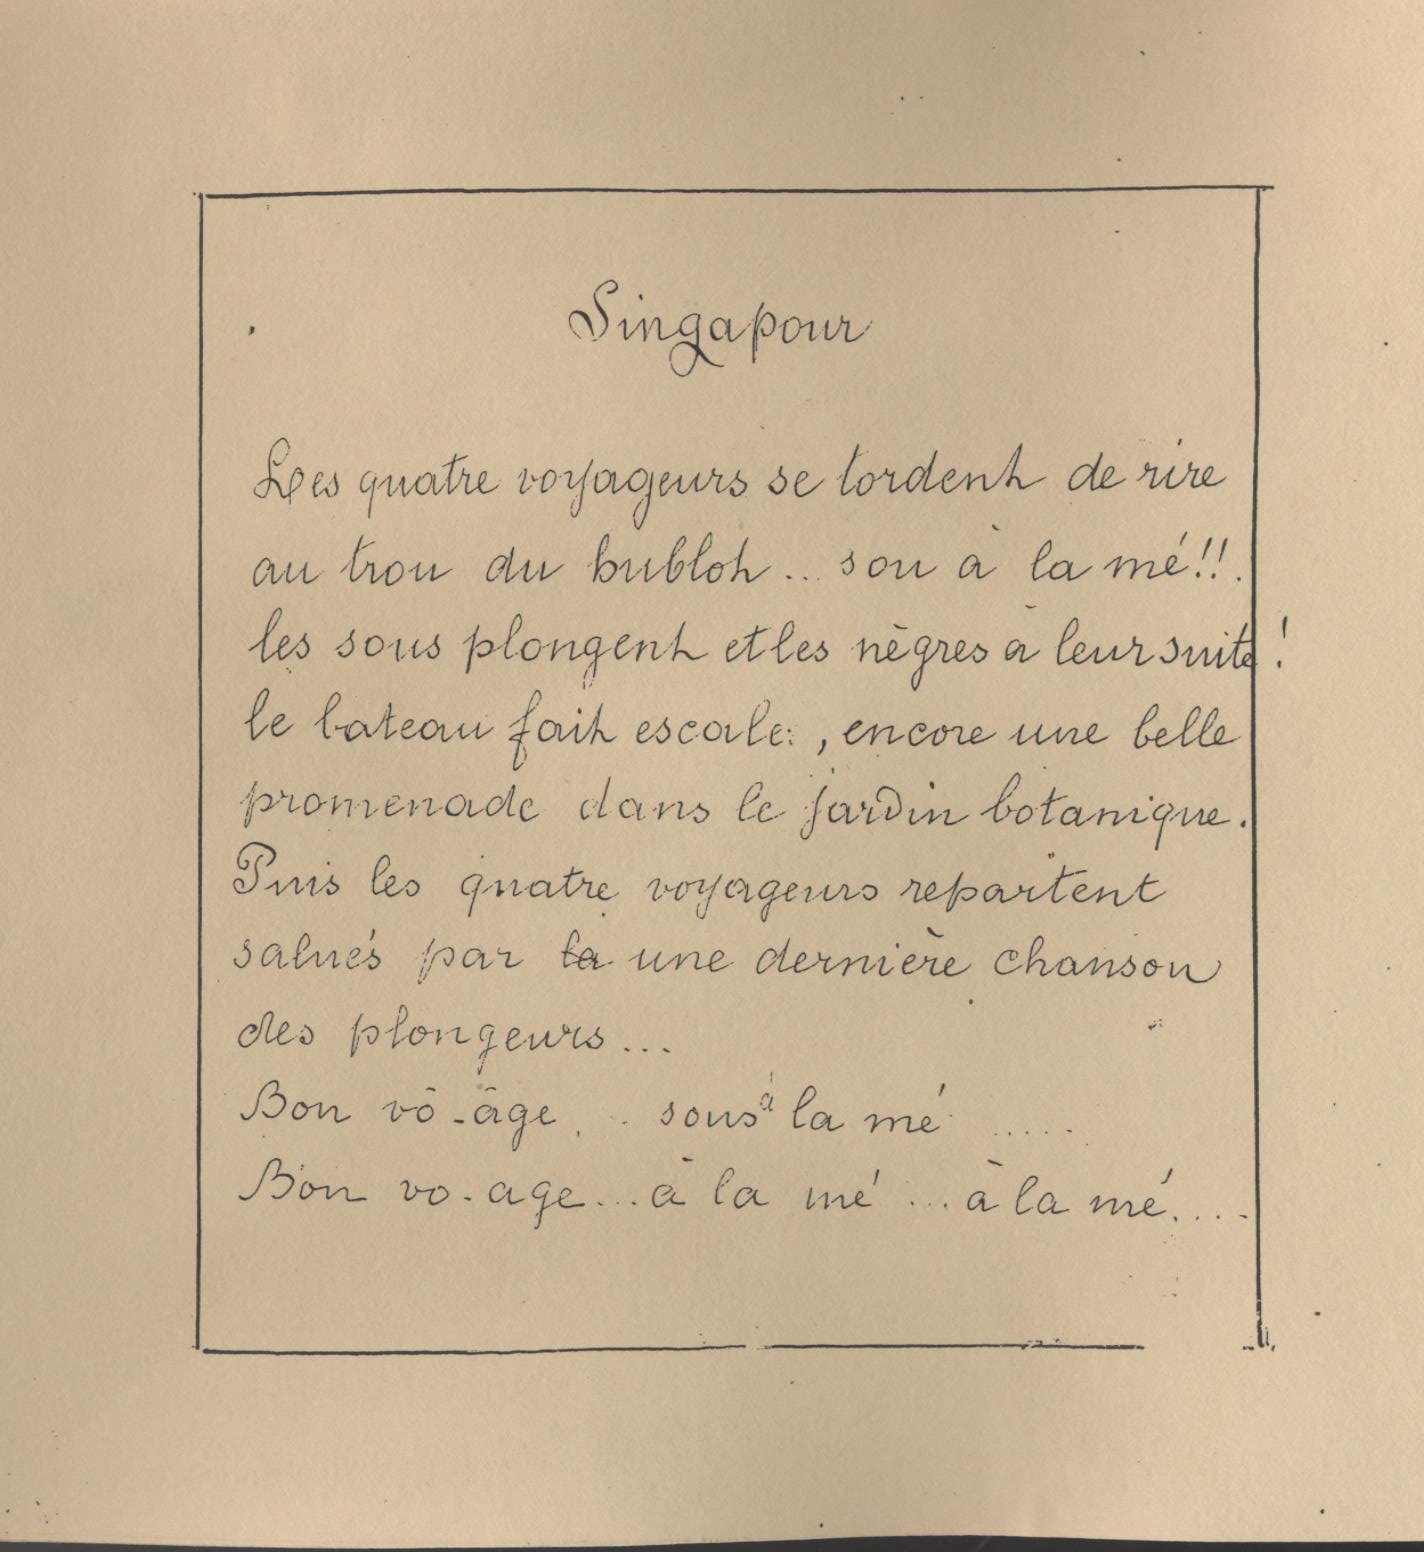 Singapour
Les quatre voyageurs se tordent de rire
au trou du hublot... sou à la mé!!.
les sous plongent et les nègres à leur suite !
le bateau fait escale:, encore une belle
promenade dans le jardin botanique.
Puis les quatre voyageurs repartent
salués par la une dernière chanson
des plongeurs...
Bon vô-âge . . sous à la mé .....
Bon vo-age... à la mé ... à la mé....